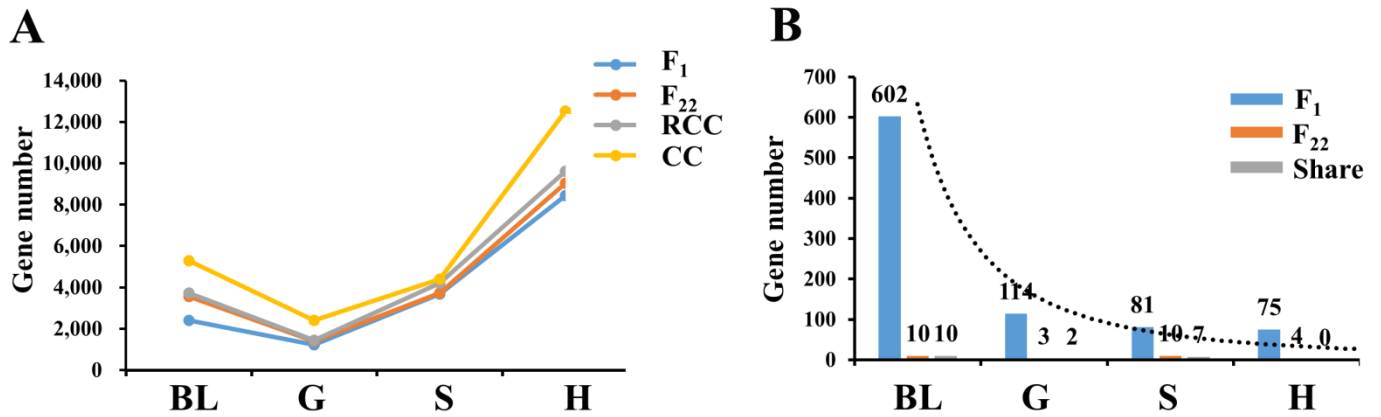 A
Gene number
14,000
12,000
10,000
8,000
6,000
4,000
2,000
0
BL G S H
F1
F22
RCC
CC
B
Gene number
700
600
500
400
300
200
100
0
602 10 10
114 3 2
81 10 7
75 4 0
BL G S H
F1
F22
Share